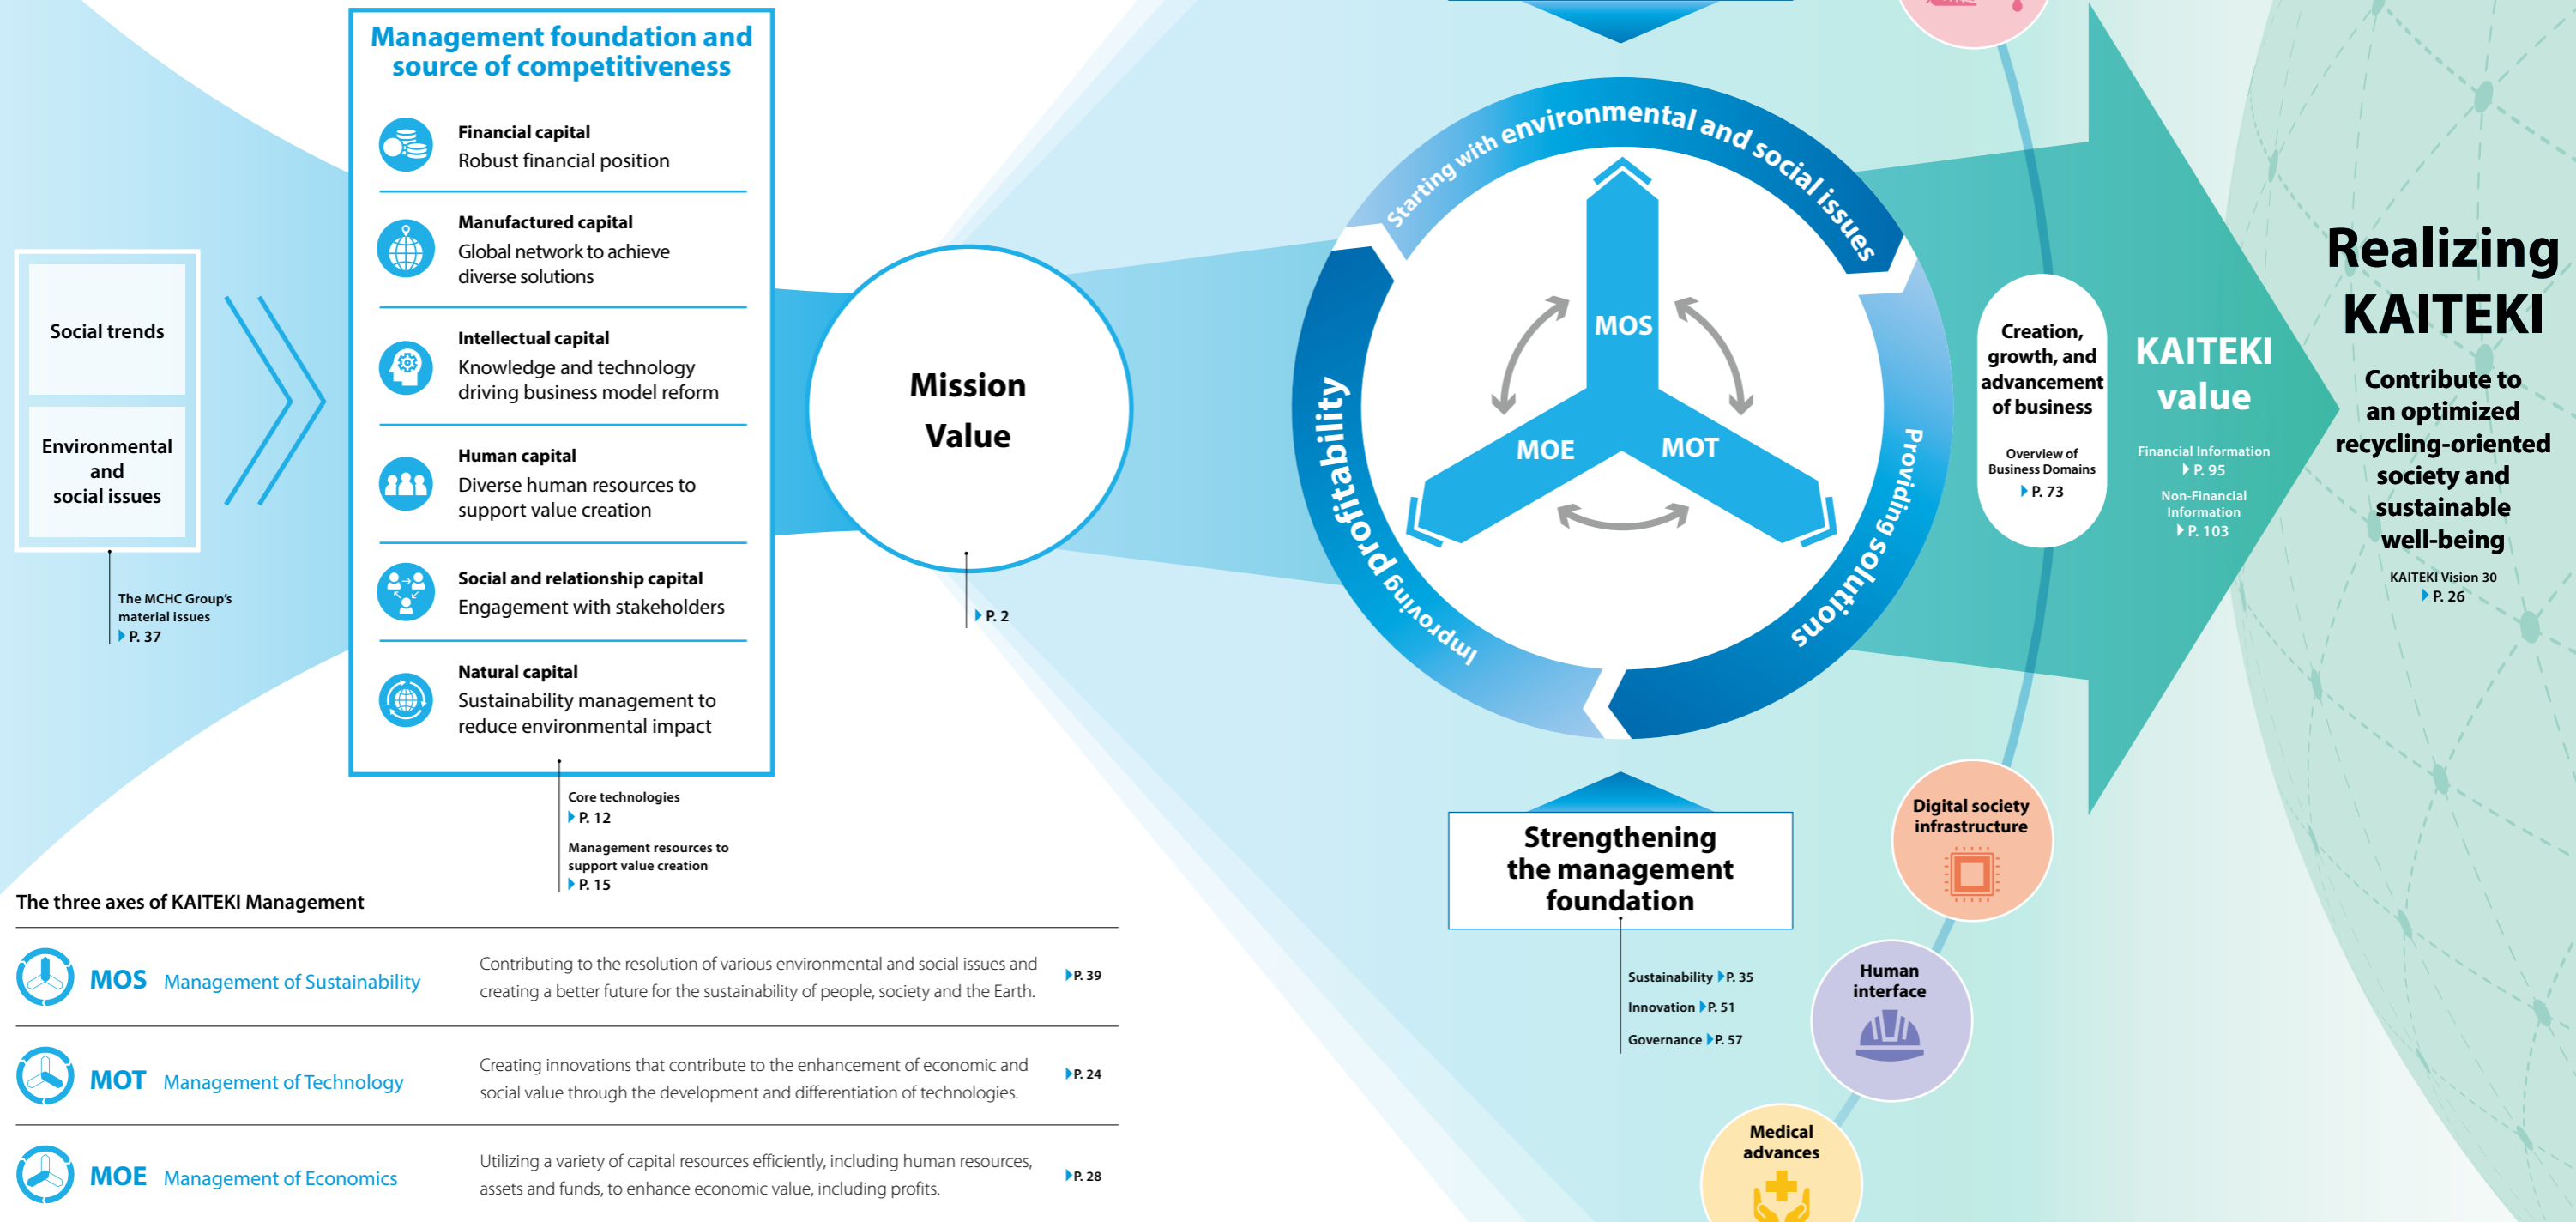 Social trends
Environmental
and
social issues
The MCHC Group's
material issues
P. 37
Management foundation and
source of competitiveness
Financial capital
Robust financial position
Manufactured capital
Global network to achieve
diverse solutions
Intellectual capital
Knowledge and technology
driving business model reform
Human capital
Diverse human resources to
support value creation
Social and relationship capital
Engagement with stakeholders
Natural capital
Sustainability management to
reduce environmental impact
Core technologies
P. 12
Management resources to
support value creation
P. 15
Mission
Value
P. 2
Starting with environmental and social issues
Providing solutions
Improving profitability
MOS
MOE
MOT
Strengthening
the management
foundation
Sustainability P. 35
Innovation P. 51
Governance P. 57
Creation,
growth, and
advancement
of business
Overview of
Business Domains
P. 73
Digital society
infrastructure
Human
interface
Medical
advances
KAITEKI
value
Financial Information
P. 95
Non-Financial
Information
P. 103
Realizing
KAITEKI
Contribute to
an optimized
recycling-oriented
society and
sustainable
well-being
KAITEKI Vision 30
P. 26
The three axes of KAITEKI Management
MOS Management of Sustainability
Contributing to the resolution of various environmental and social issues and
creating a better future for the sustainability of people, society and the Earth.
P. 39
MOT Management of Technology
Creating innovations that contribute to the enhancement of economic and
social value through the development and differentiation of technologies.
P. 24
MOE Management of Economics
Utilizing a variety of capital resources efficiently, including human resources,
assets and funds, to enhance economic value, including profits.
P. 28